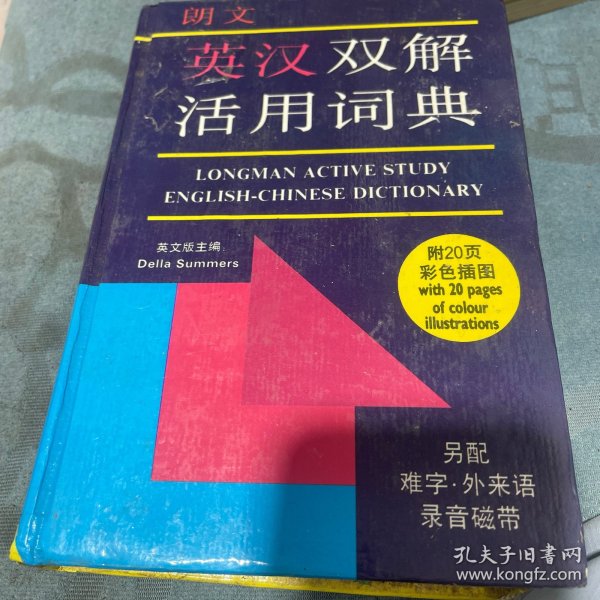 朗文
英汉双解
活用词典
LONGMAN ACTIVE STUDY
ENGLISH-CHINESE DICTIONARY
英文版主编:
Della Summers
附20页
彩色插图
with 20 pages
of colour
illustrations
另配
难字·外来语
录音磁带
孔夫子旧书网
www.kongfz.com